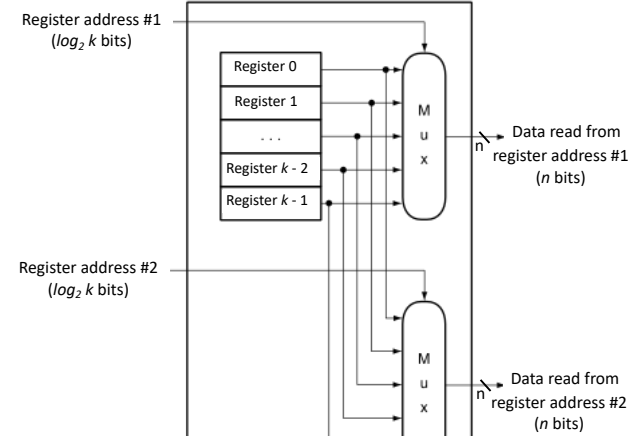 Register address #1
(log₂ k bits)
Register 0
Register 1
. . .
Register k - 2
Register k - 1
M
u
x
n
Data read from
register address #1
(n bits)
Register address #2
(log₂ k bits)
M
u
x
n
Data read from
register address #2
(n bits)